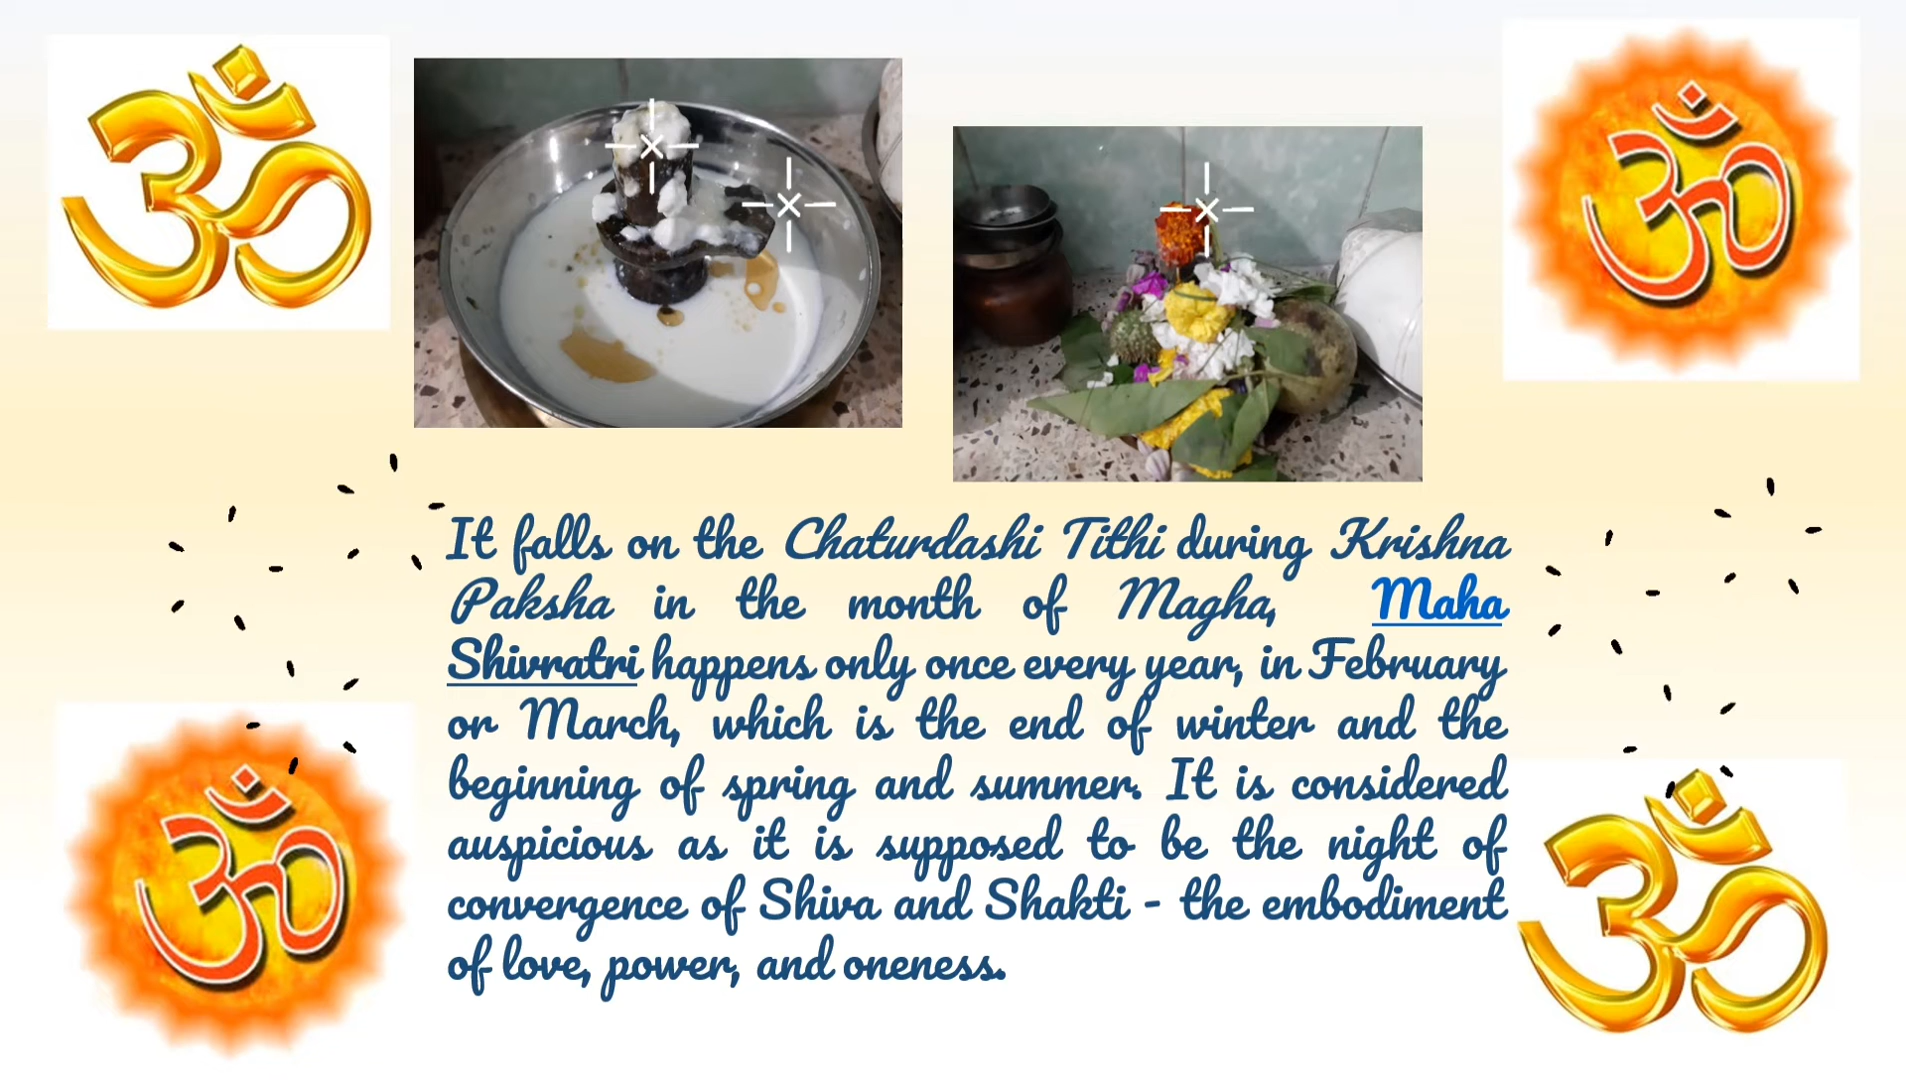 ॐ
ॐ
It falls on the Chaturdashi Tithi during Krishna
Paksha in the month of Magha, Maha
Shivratri happens only once every year, in February
or March, which is the end of winter and the
beginning of spring and summer. It is considered
auspicious as it is supposed to be the night of
convergence of Shiva and Shakti - the embodiment
of love, power, and oneness.
ॐ
ॐ